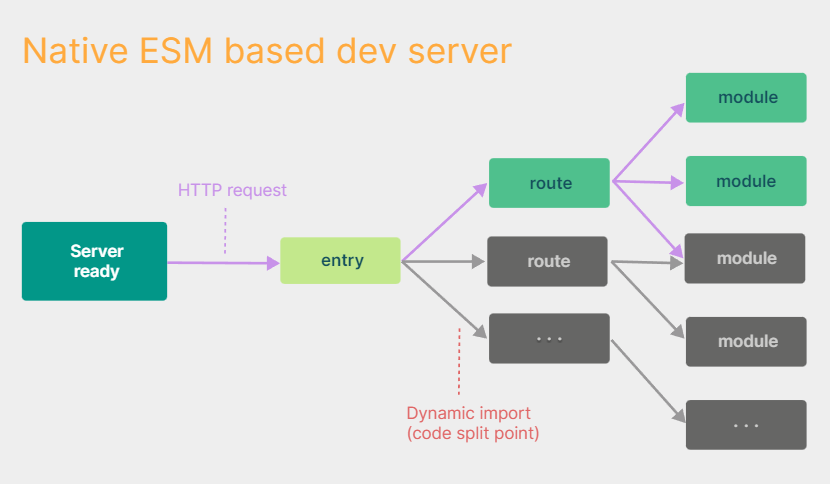 Native ESM based dev server
HTTP request
Server
ready
entry
route
route
· · ·
module
module
module
module
· · ·
Dynamic import
(code split point)